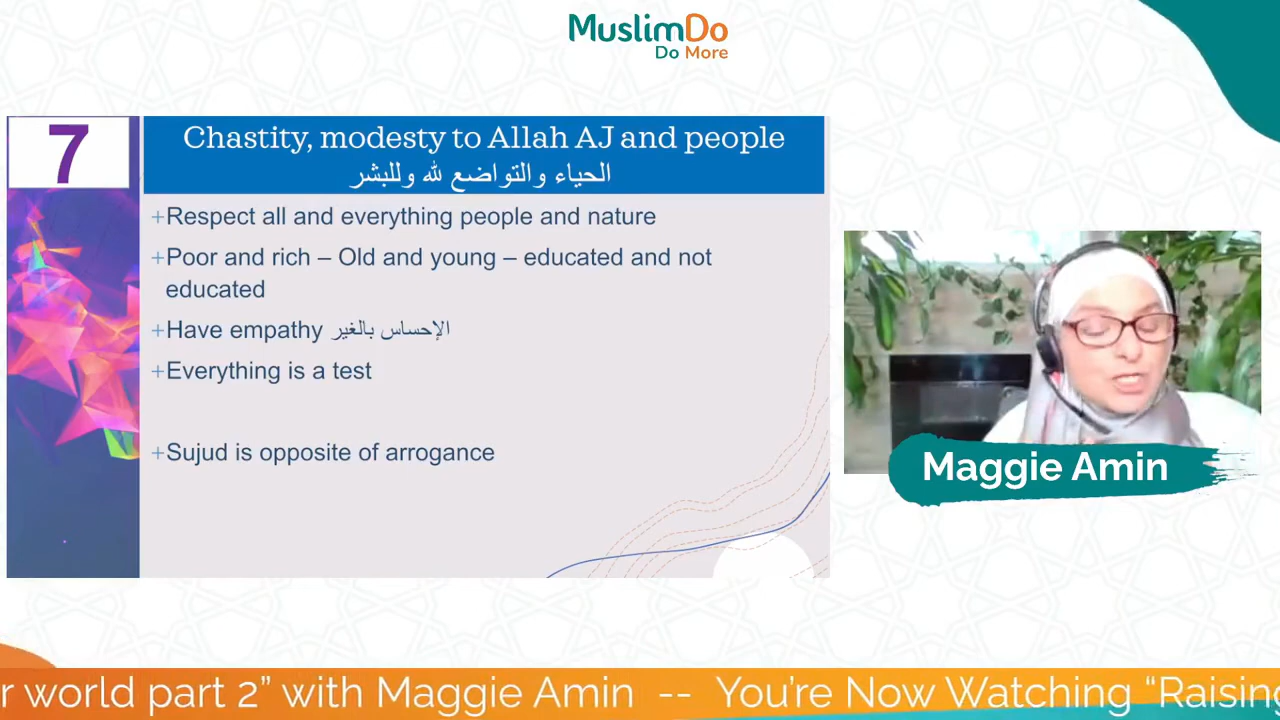 MuslimDo
Do More
7
Chastity, modesty to Allah AJ and people
الحياء والتواضع لله وللبشر
+Respect all and everything people and nature
+Poor and rich – Old and young – educated and not
educated
+Have empathy الإحساس بالغير
+Everything is a test
+Sujud is opposite of arrogance
Maggie Amin
r world part 2” with Maggie Amin -- You’re Now Watching “Raising